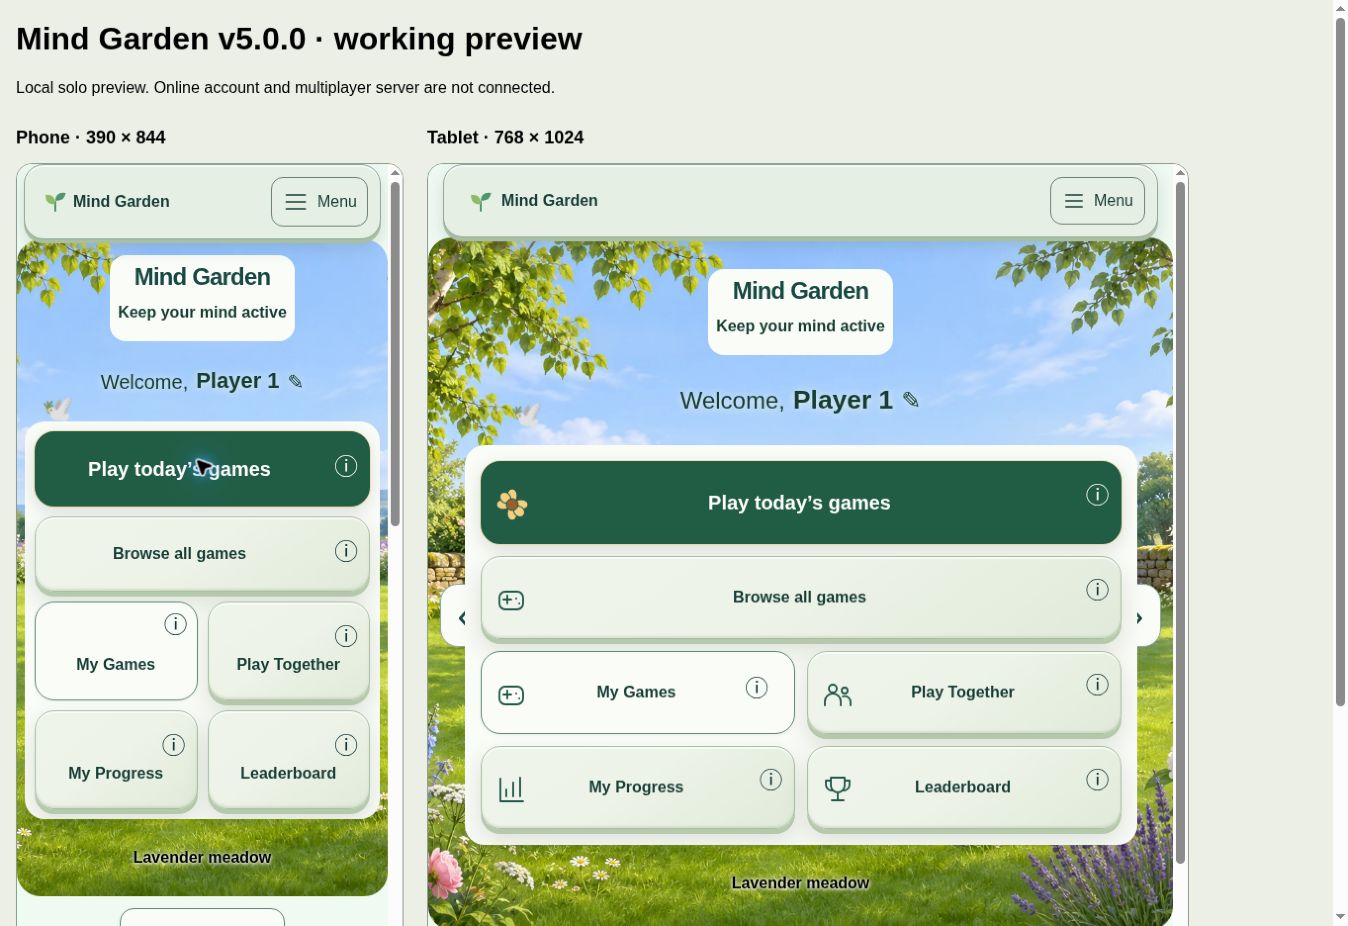 Mind Garden v5.0.0 · working preview
Local solo preview. Online account and multiplayer server are not connected.
Phone · 390 × 844
Mind Garden
Menu
Mind Garden
Keep your mind active
Welcome, Player 1 ✎
Play today’s games
Browse all games
My Games
Play Together
My Progress
Leaderboard
Lavender meadow
Tablet · 768 × 1024
Mind Garden
Menu
Mind Garden
Keep your mind active
Welcome, Player 1 ✎
Play today’s games
Browse all games
My Games
Play Together
My Progress
Leaderboard
Lavender meadow